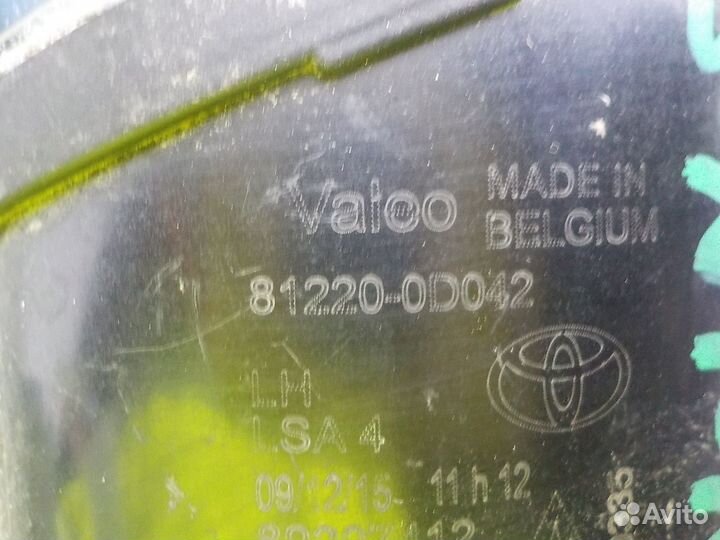 Valeo MADE IN
BELGIUM
81220-0D042
LH
LSA 4
09/12/15 11 h 12
Avito